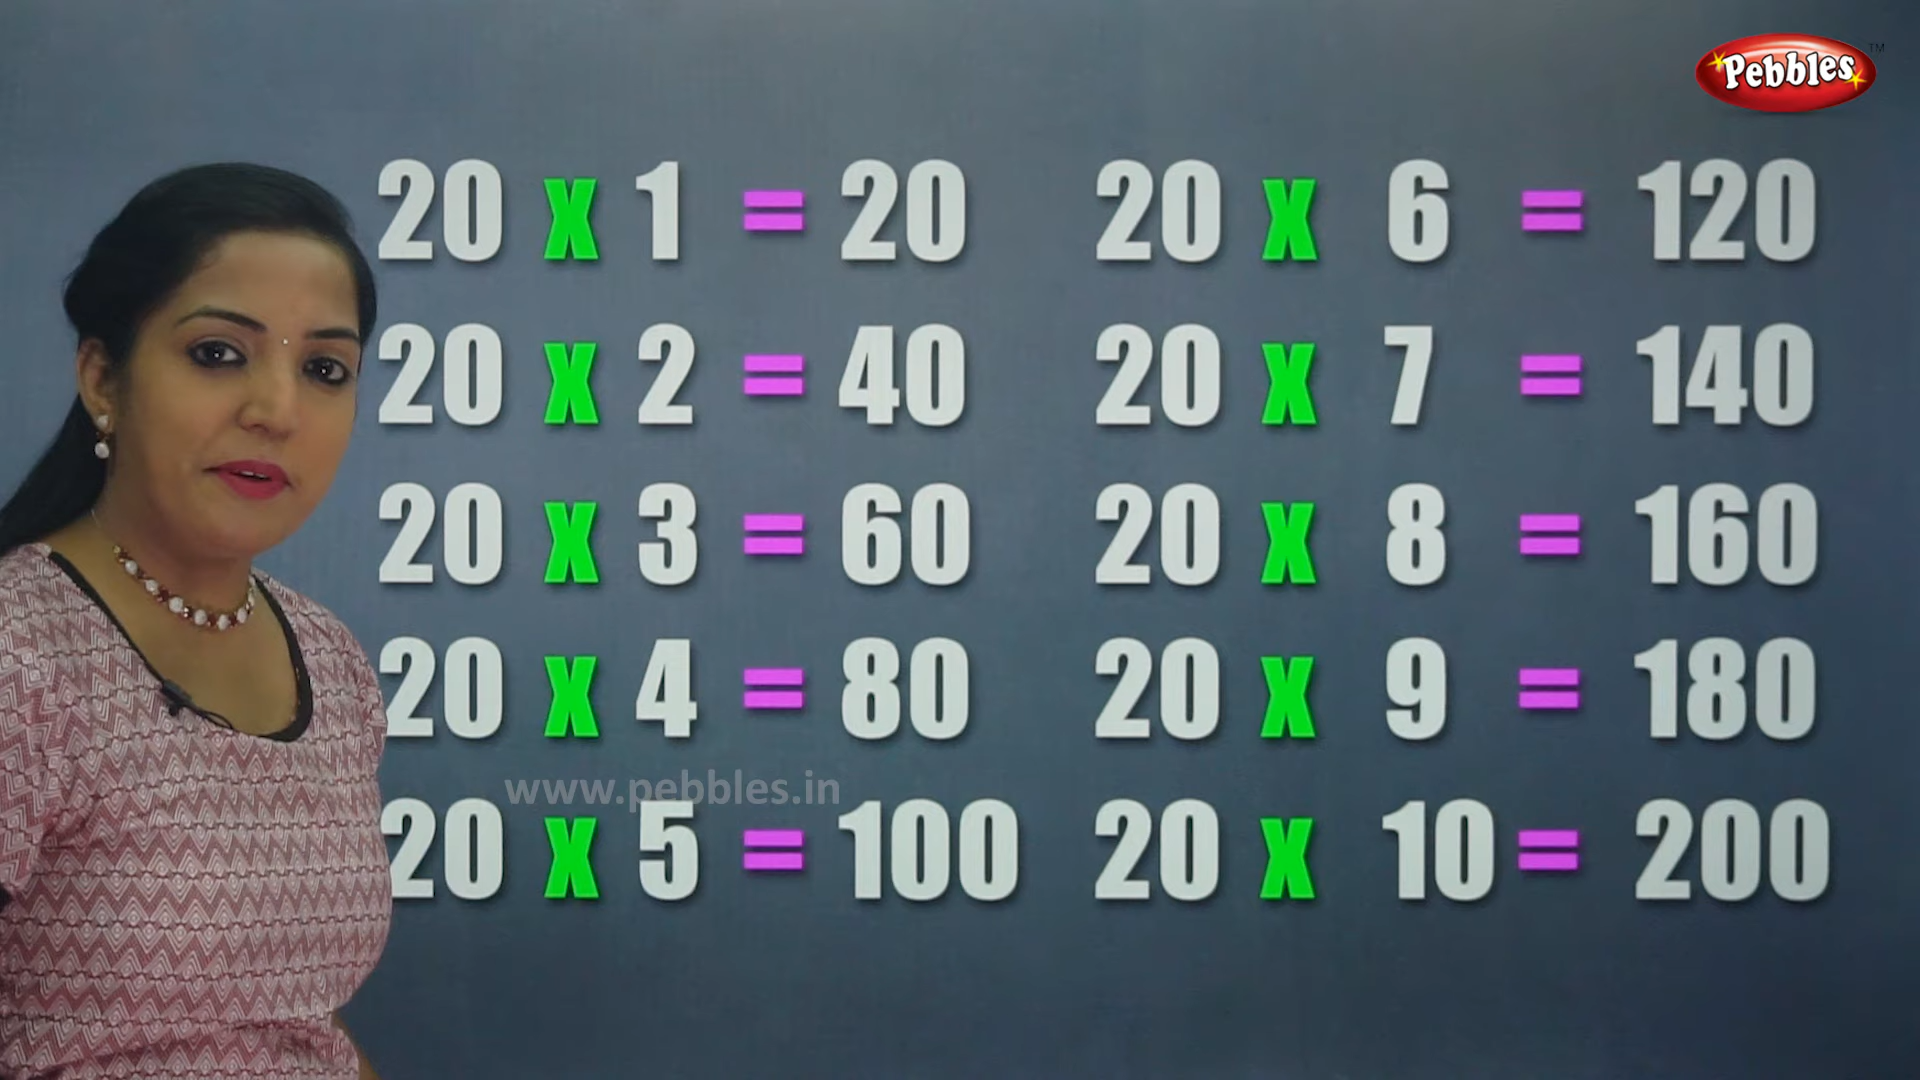 Pebbles™
20 x 1 = 20
20 x 2 = 40
20 x 3 = 60
20 x 4 = 80
www.pebbles.in
20 x 5 = 100
20 x 6 = 120
20 x 7 = 140
20 x 8 = 160
20 x 9 = 180
20 x 10 = 200